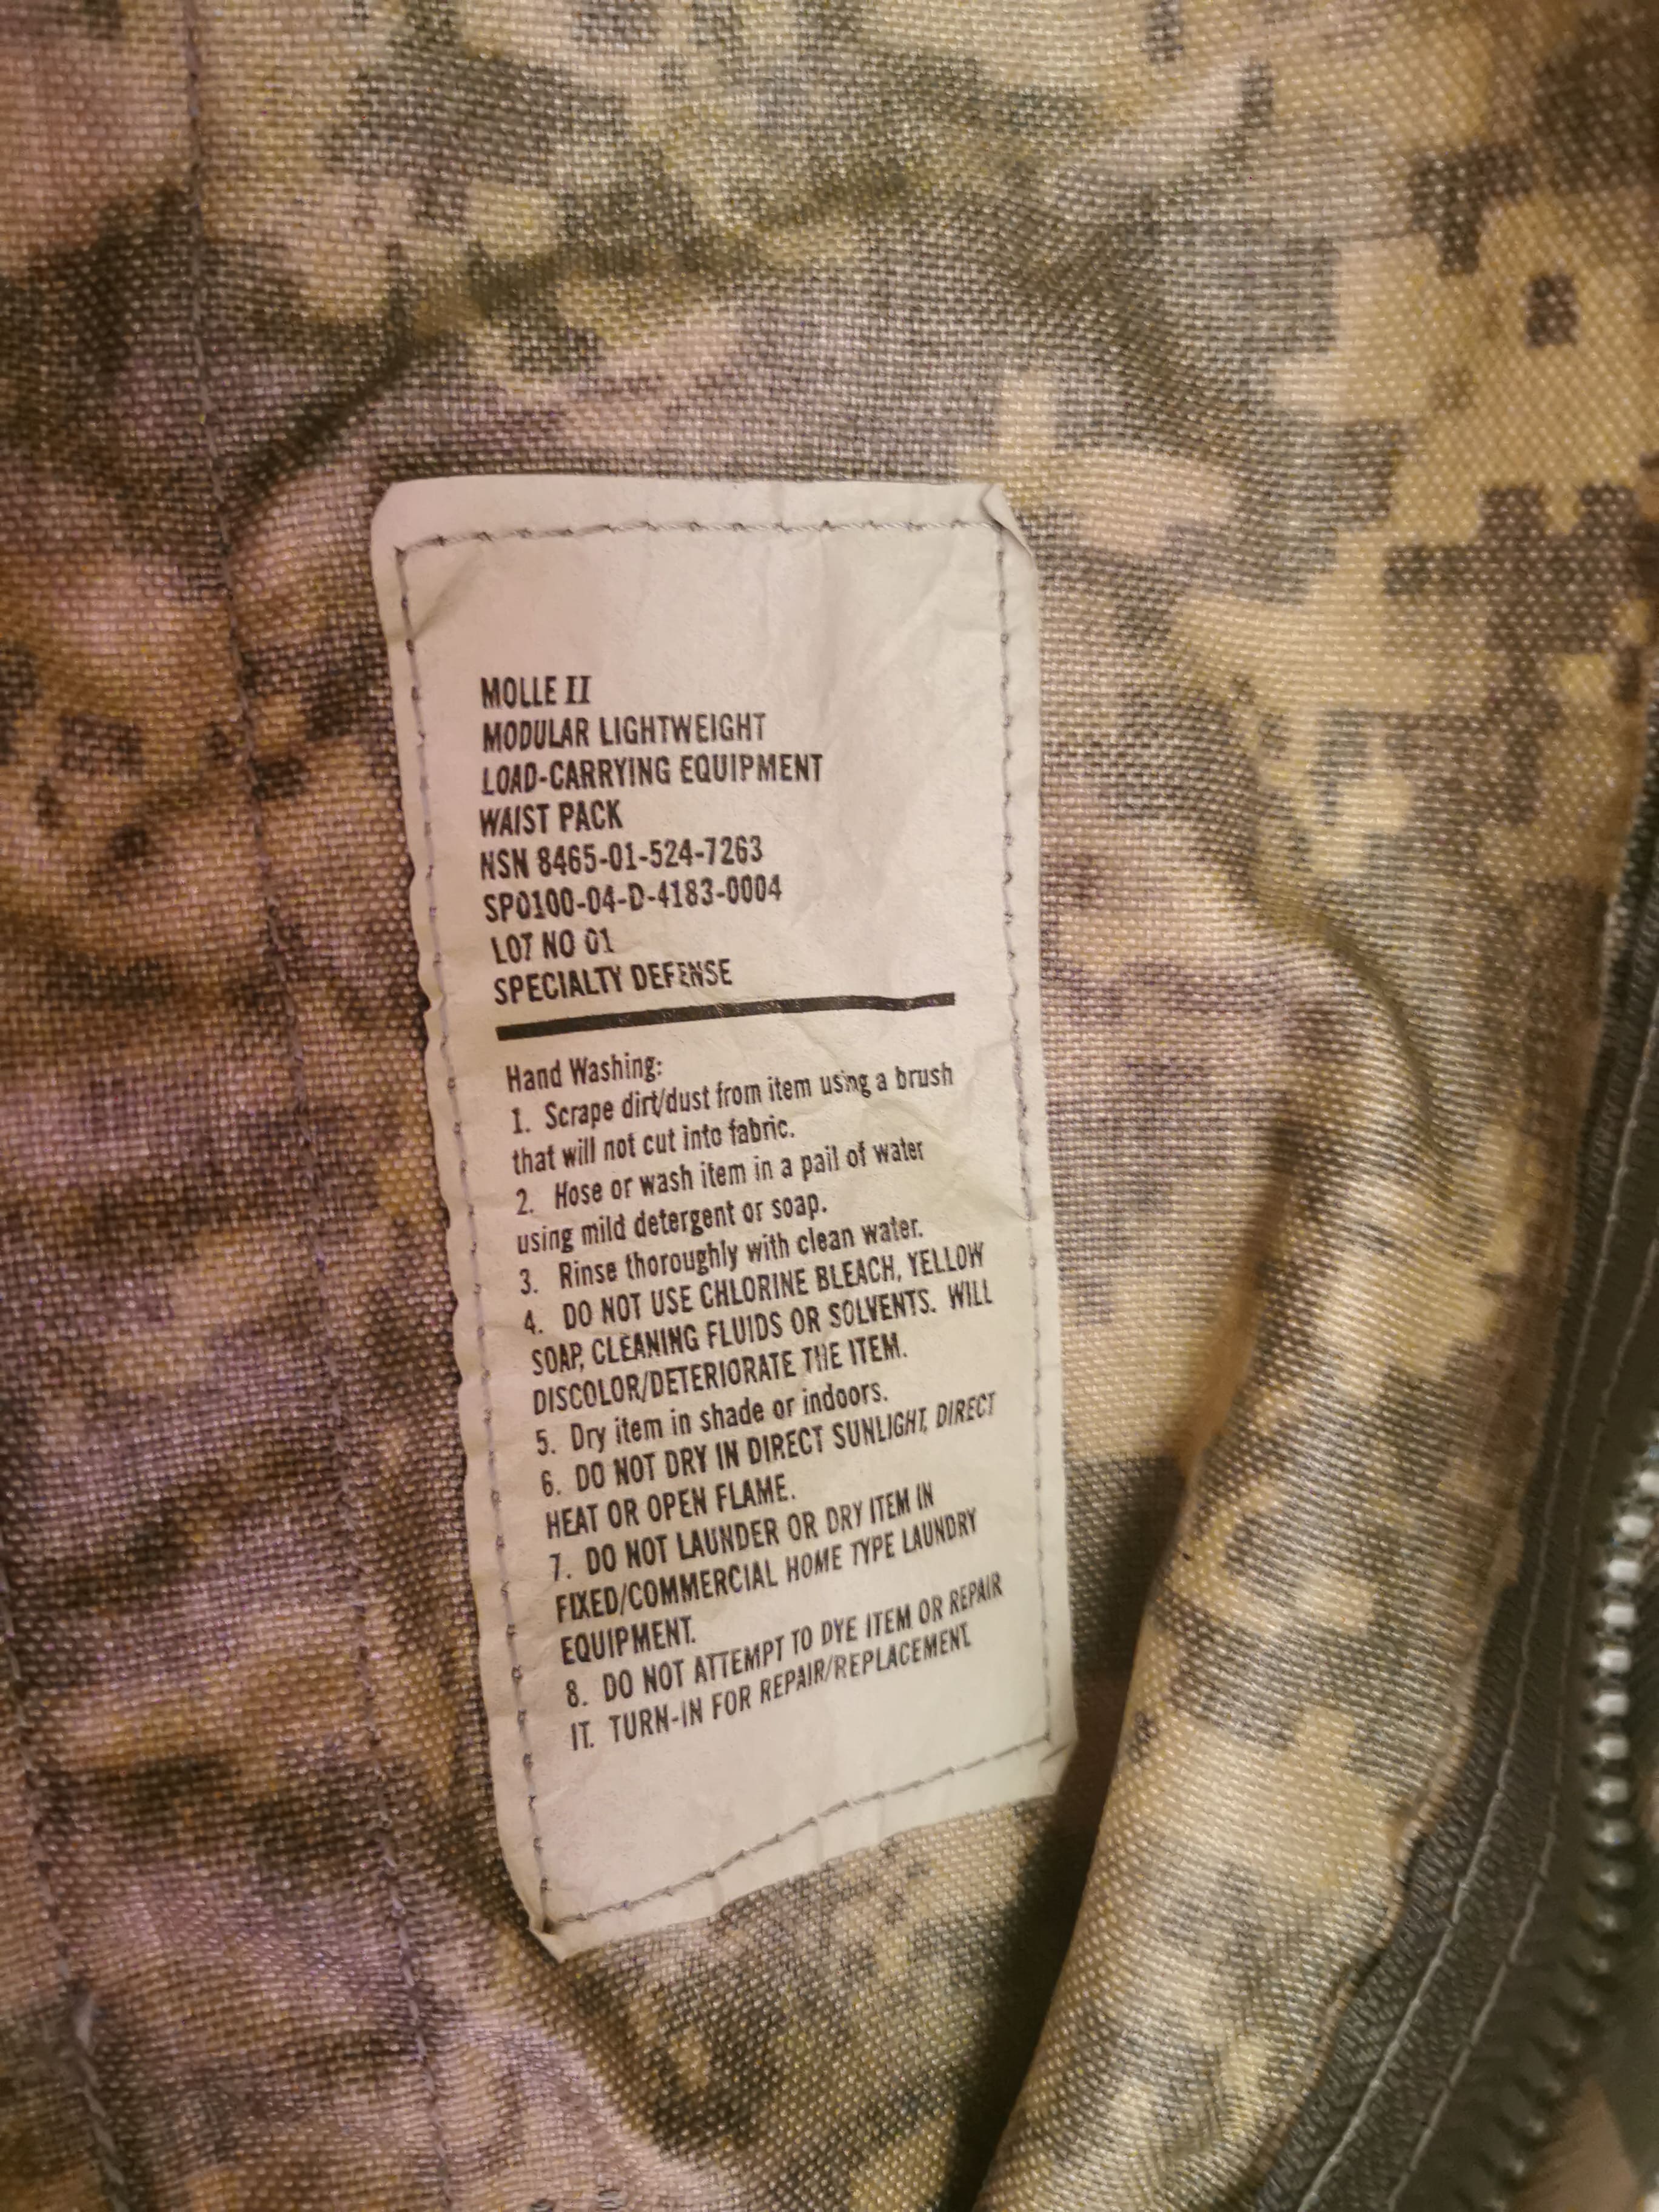 MOLLE II
MODULAR LIGHTWEIGHT
LOAD-CARRYING EQUIPMENT
WAIST PACK
NSN 8465-01-524-7263
SPO100-04-D-4183-0004
LOT NO 01
SPECIALTY DEFENSE
Hand Washing:
1. Scrape dirt/dust from item using a brush
that will not cut into fabric.
2. Hose or wash item in a pail of water
using mild detergent or soap.
3. Rinse thoroughly with clean water.
4. DO NOT USE CHLORINE BLEACH, YELLOW
SOAP, CLEANING FLUIDS OR SOLVENTS. WILL
DISCOLOR/DETERIORATE THE ITEM.
5. Dry item in shade or indoors.
6. DO NOT DRY IN DIRECT SUNLIGHT, DIRECT
HEAT OR OPEN FLAME.
7. DO NOT LAUNDER OR DRY ITEM IN
FIXED/COMMERCIAL HOME TYPE LAUNDRY
EQUIPMENT.
8. DO NOT ATTEMPT TO DYE ITEM OR REPAIR
IT. TURN-IN FOR REPAIR/REPLACEMENT.